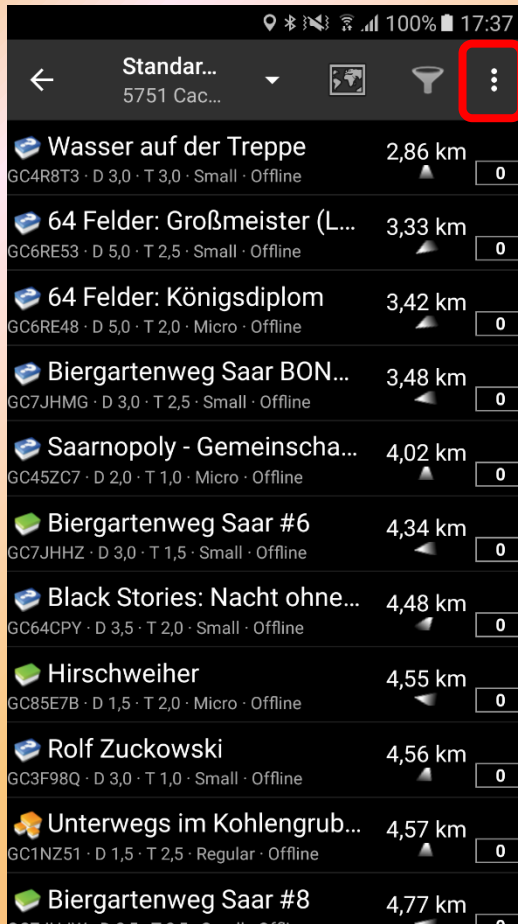 100% 17:37
Standar...
5751 Cac...
Wasser auf der Treppe 2,86 km
GC4R8T3 · D 3,0 · T 3,0 · Small · Offline 0
64 Felder: Großmeister (L... 3,33 km
GC6RE53 · D 5,0 · T 2,5 · Small · Offline 0
64 Felder: Königsdiplom 3,42 km
GC6RE48 · D 5,0 · T 2,0 · Micro · Offline 0
Biergartenweg Saar BON... 3,48 km
GC7JHMG · D 3,0 · T 2,5 · Small · Offline 0
Saarnopoly - Gemeinscha... 4,02 km
GC45ZC7 · D 2,0 · T 1,0 · Micro · Offline 0
Biergartenweg Saar #6 4,34 km
GC7JHHZ · D 3,0 · T 1,5 · Small · Offline 0
Black Stories: Nacht ohne... 4,48 km
GC64CPY · D 3,5 · T 2,0 · Small · Offline 0
Hirschweiher 4,55 km
GC85E7B · D 1,5 · T 2,0 · Micro · Offline 0
Rolf Zuckowski 4,56 km
GC3F98Q · D 3,0 · T 1,0 · Small · Offline 0
Unterwegs im Kohlengrub... 4,57 km
GC1NZ51 · D 1,5 · T 2,5 · Regular · Offline 0
Biergartenweg Saar #8 4,77 km